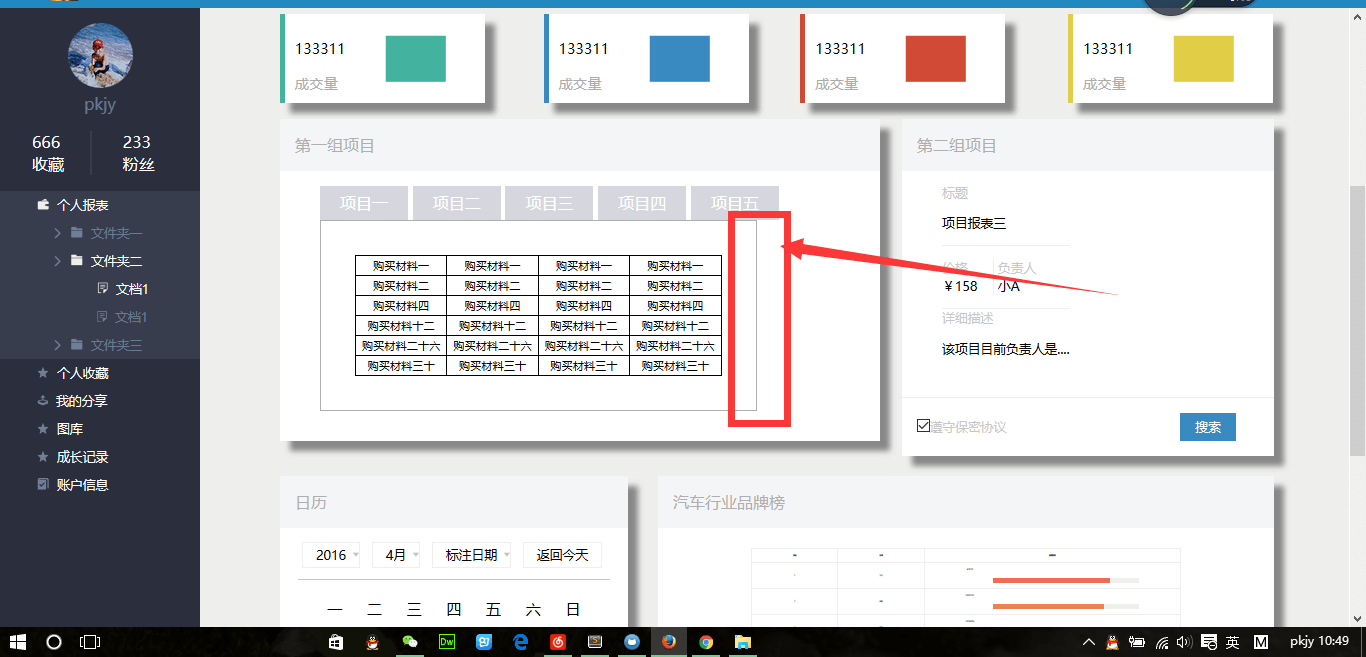 pkjy
666 233
收藏 粉丝
个人报表
文件夹一
文件夹二
文档1
文档1
文件夹三
个人收藏
我的分享
图库
成长记录
账户信息
133311
成交量
133311
成交量
133311
成交量
133311
成交量
第一组项目
项目一 项目二 项目三 项目四 项目五
购买材料一 购买材料一 购买材料一 购买材料一
购买材料二 购买材料二 购买材料二 购买材料二
购买材料四 购买材料四 购买材料四 购买材料四
购买材料十二 购买材料十二 购买材料十二 购买材料十二
购买材料二十六 购买材料二十六 购买材料二十六 购买材料二十六
购买材料三十 购买材料三十 购买材料三十 购买材料三十
第二组项目
标题
项目报表三
价格 负责人
￥158 小A
详细描述
该项目目前负责人是....
遵守保密协议 搜索
日历
2016 4月 标注日期 返回今天
一 二 三 四 五 六 日
汽车行业品牌榜
Dw
英 M pkjy 10:49